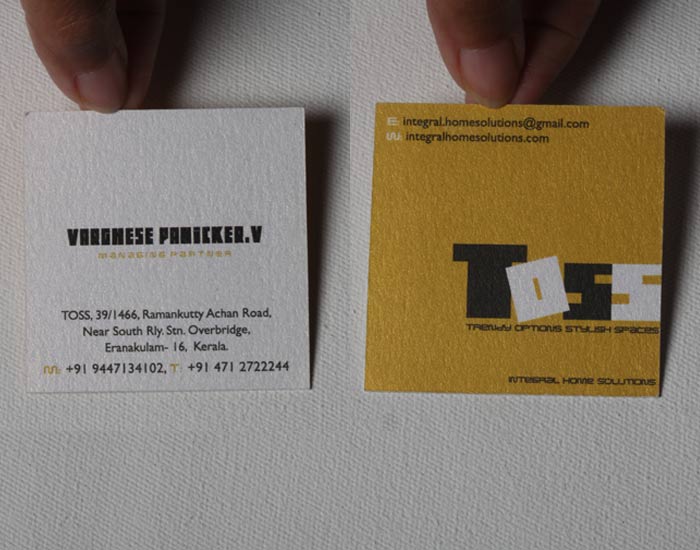 VARGHESE PANICKER.V
MANAGING PARTNER
TOSS, 39/1466, Ramankutty Achan Road,
Near South Rly. Stn. Overbridge,
Eranakulam- 16, Kerala.
M: +91 9447134102, T: +91 471 2722244
E: integral.homesolutions@gmail.com
W: integralhomesolutions.com
TOSS
TRENDY OPTIONS STYLISH SPACES
INTEGRAL HOME SOLUTIONS